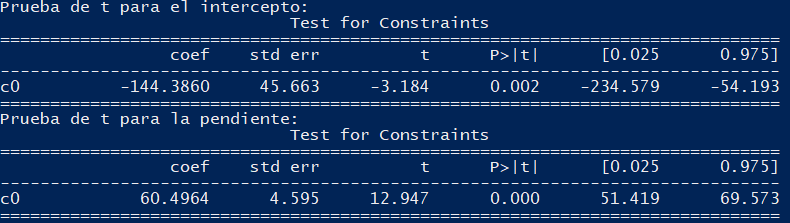 Prueba de t para el intercepto:
Test for Constraints
==============================================================================
coef std err t P>|t| [0.025 0.975]
------------------------------------------------------------------------------
c0 -144.3860 45.663 -3.184 0.002 -234.579 -54.193
==============================================================================
Prueba de t para la pendiente:
Test for Constraints
==============================================================================
coef std err t P>|t| [0.025 0.975]
------------------------------------------------------------------------------
c0 60.4964 4.595 12.947 0.000 51.419 69.573
==============================================================================